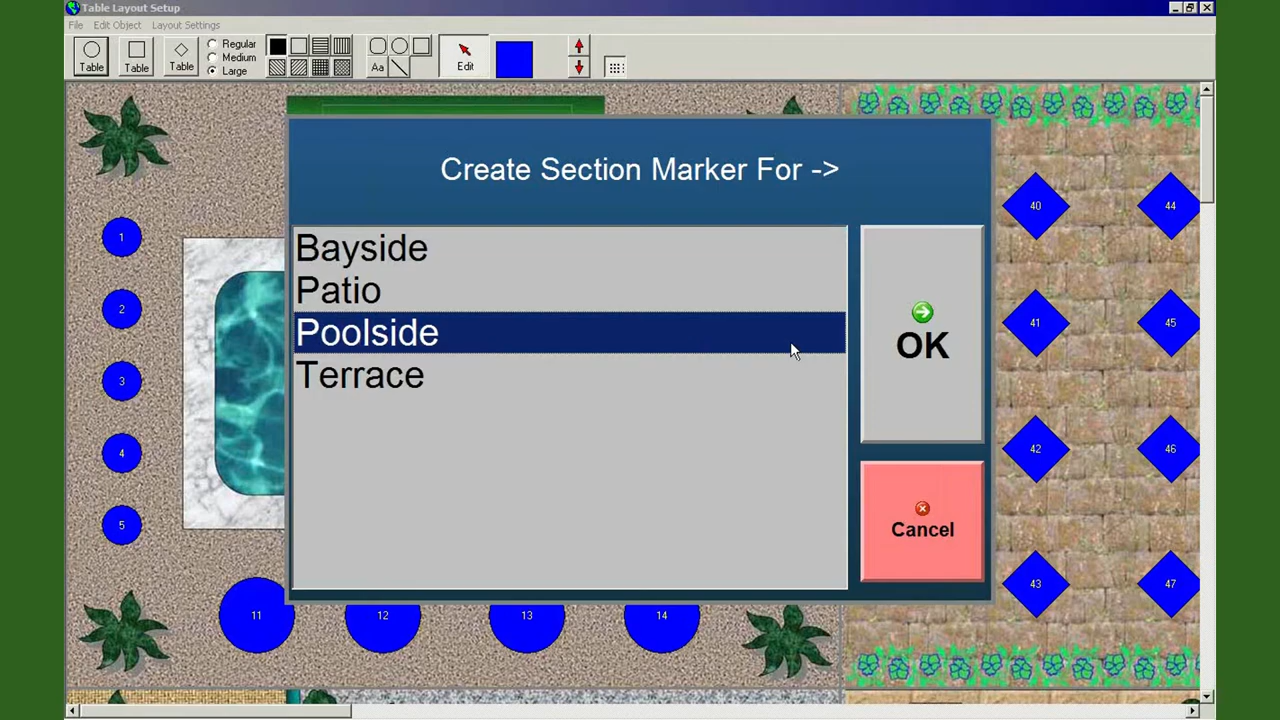 Table Layout Setup
File Edit Object Layout Settings
Table Table Table
Regular
Medium
Large
Aa
Edit
Create Section Marker For ->
Bayside
Patio
Poolside
Terrace
OK
Cancel
1
2
3
4
5
11 12 13 14
40 44
41 45
42 46
43 47